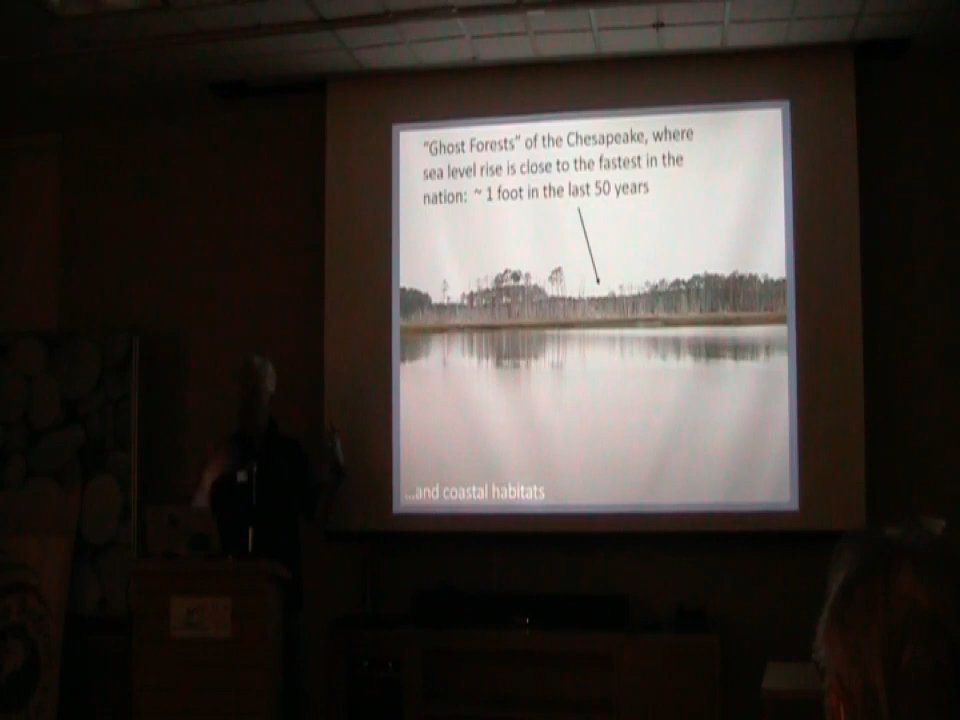 “Ghost Forests” of the Chesapeake, where
sea level rise is close to the fastest in the
nation: ~ 1 foot in the last 50 years
...and coastal habitats